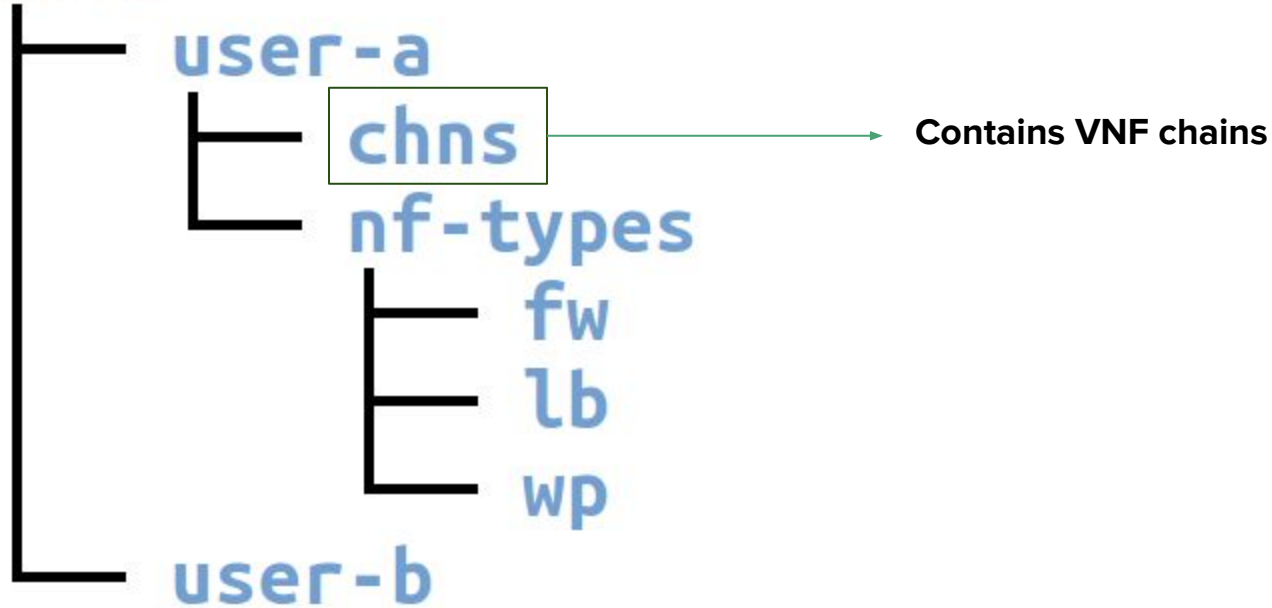 user-a
chns
Contains VNF chains
nf-types
fw
lb
wp
user-b